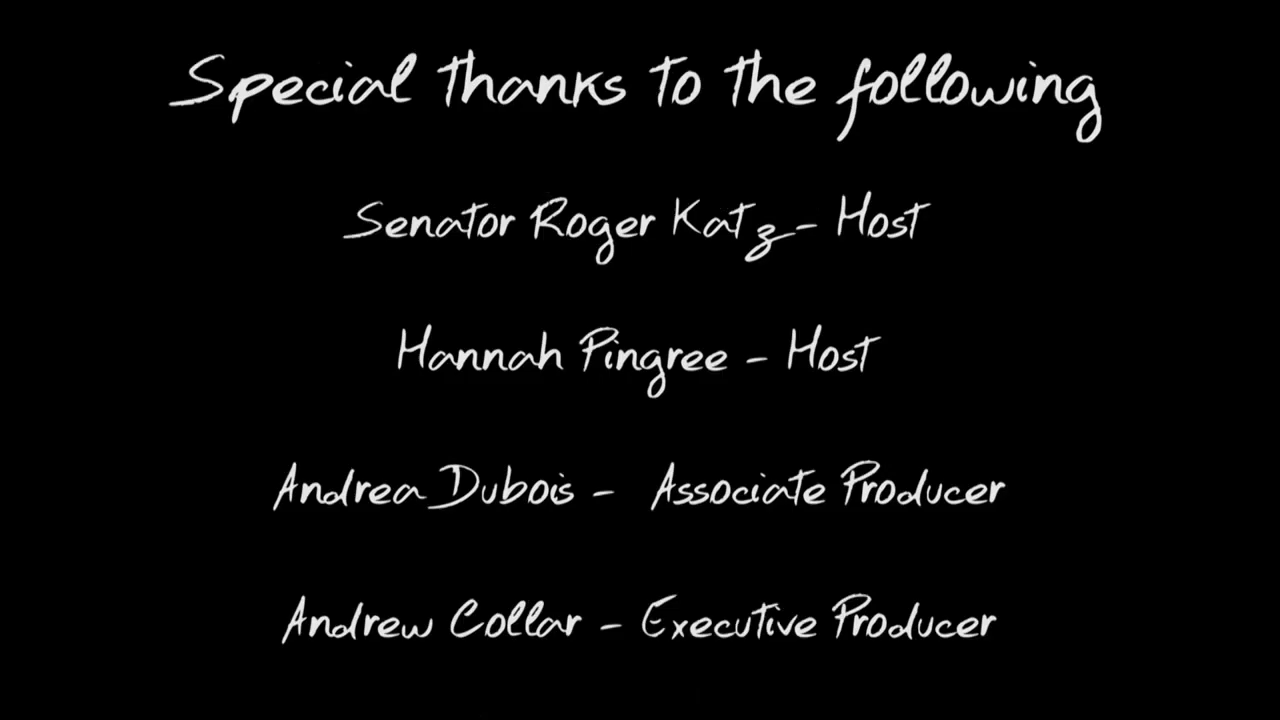 Special thanks to the following
Senator Roger Katz - Host
Hannah Pingree - Host
Andrea Dubois - Associate Producer
Andrew Collar - Executive Producer